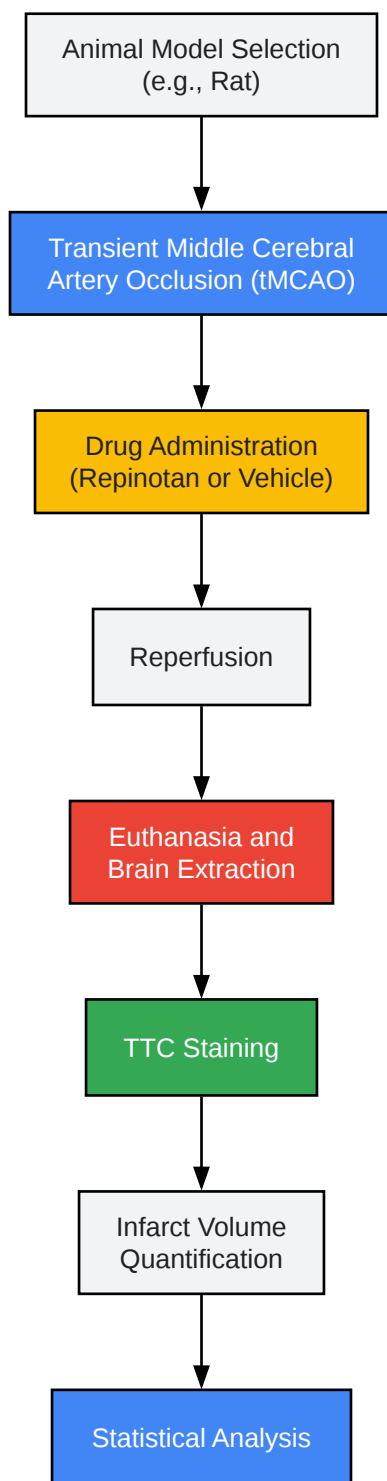 Animal Model Selection
(e.g., Rat)
Transient Middle Cerebral
Artery Occlusion (tMCAO)
Drug Administration
(Repinotan or Vehicle)
Reperfusion
Euthanasia and
Brain Extraction
TTC Staining
Infarct Volume
Quantification
Statistical Analysis